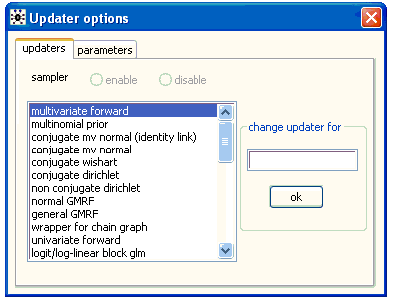 Updater options
updaters parameters
sampler enable disable
multivariate forward
multinomial prior
conjugate mv normal (identity link)
conjugate mv normal
conjugate wishart
conjugate dirichlet
non conjugate dirichlet
normal GMRF
general GMRF
wrapper for chain graph
univariate forward
logit/log-linear block glm
change updater for
ok